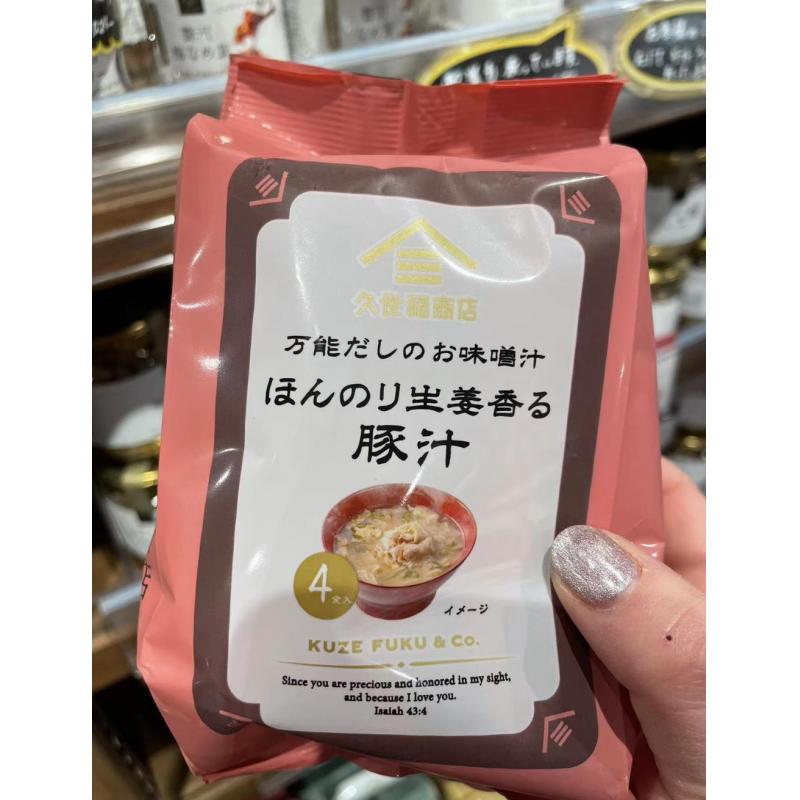 久世福商店
万能だしのお味噌汁
ほんのり生姜香る
豚汁
4食入
イメージ
KUZE FUKU & Co.
Since you are precious and honored in my sight,
and because I love you.
Isaiah 43:4